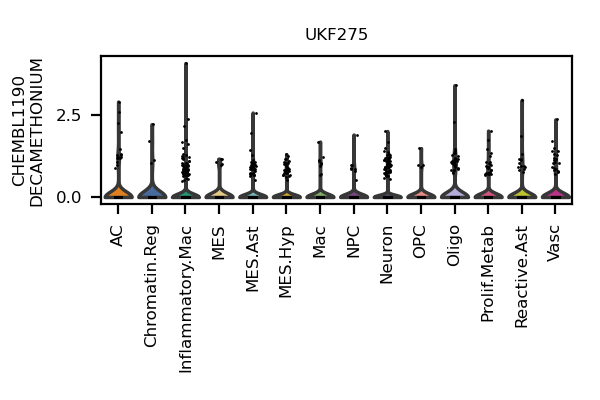 UKF275
CHEMBL1190
DECAMETHONIUM
2.5
0.0
AC
Chromatin.Reg
Inflammatory.Mac
MES
MES.Ast
MES.Hyp
Mac
NPC
Neuron
OPC
Oligo
Prolif.Metab
Reactive.Ast
Vasc